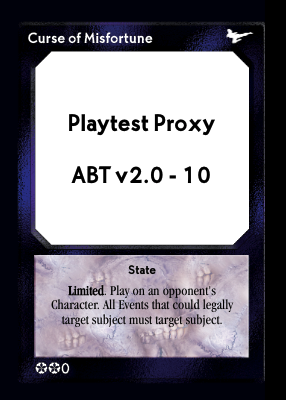 Curse of Misfortune
Playtest Proxy
ABT v2.0 - 10
State
Limited. Play on an opponent's
Character. All Events that could legally
target subject must target subject.
0